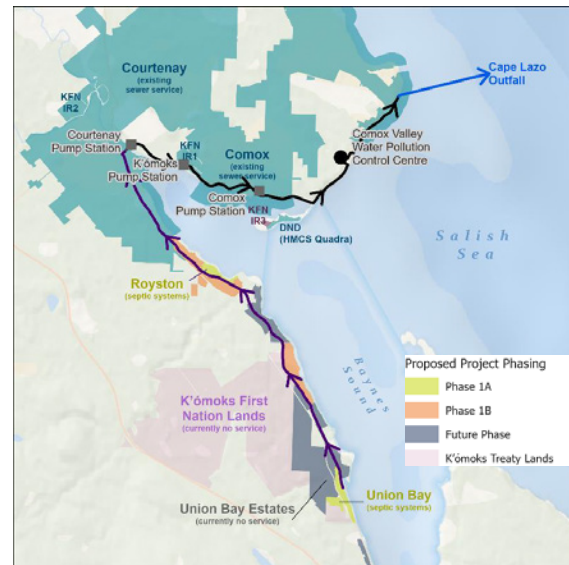 Cape Lazo
Outfall
Courtenay
(existing
sewer service)
KFN
IR2
Courtenay
Pump Station
KFN
IR1
Comox
(existing
sewer service)
Comox Valley
Water Pollution
Control Centre
K'ómoks
Pump Station
Comox
Pump Station
KFN
IR3
DND
(HMCS Quadra)
Salish
Sea
Royston
(septic systems)
Baynes
Sound
Proposed Project Phasing
Phase 1A
Phase 1B
Future Phase
K'ómoks Treaty Lands
K'ómoks First
Nation Lands
(currently no service)
Union Bay Estates
(currently no service)
Union Bay
(septic systems)